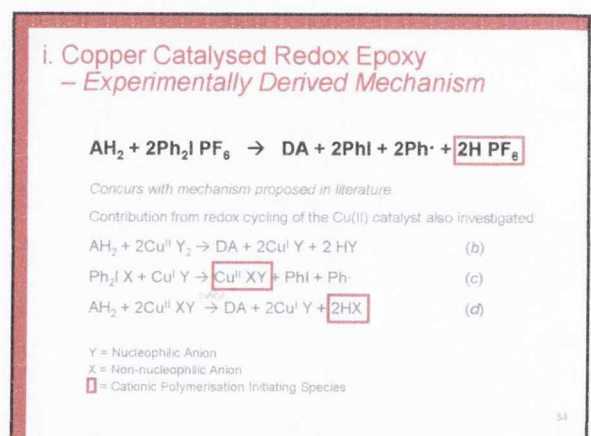 i. Copper Catalysed Redox Epoxy
– Experimentally Derived Mechanism
AH₂ + 2Ph₂I PF₆ → DA + 2PhI + 2Ph· + 2H PF₆
Concurs with mechanism proposed in literature
Contribution from redox cycling of the Cu(II) catalyst also investigated
AH₂ + 2Cuᴵᴵ Y₂ → DA + 2Cuᴵ Y + 2 HY (b)
Ph₂I X + Cuᴵ Y → Cuᴵᴵ XY + PhI + Ph· (c)
AH₂ + 2Cuᴵᴵ XY → DA + 2Cuᴵ Y + 2HX (d)
Y = Nucleophilic Anion
X = Non-nucleophilic Anion
= Cationic Polymerisation Initiating Species
34